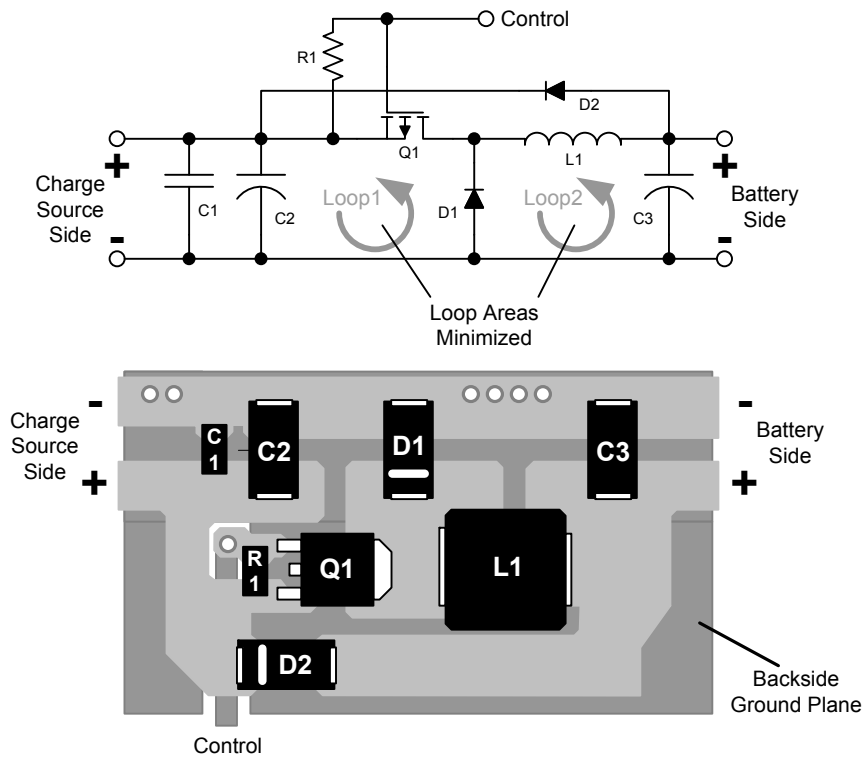 Control
R1
D2
Q1
L1
+
Charge
Source
Side
-
C1
C2
Loop1
D1
Loop2
C3
+
Battery
Side
-
Loop Areas
Minimized
-
Charge
Source
Side
+
C
1
C2
D1
C3
-
Battery
Side
+
R
1
Q1
L1
D2
Backside
Ground Plane
Control